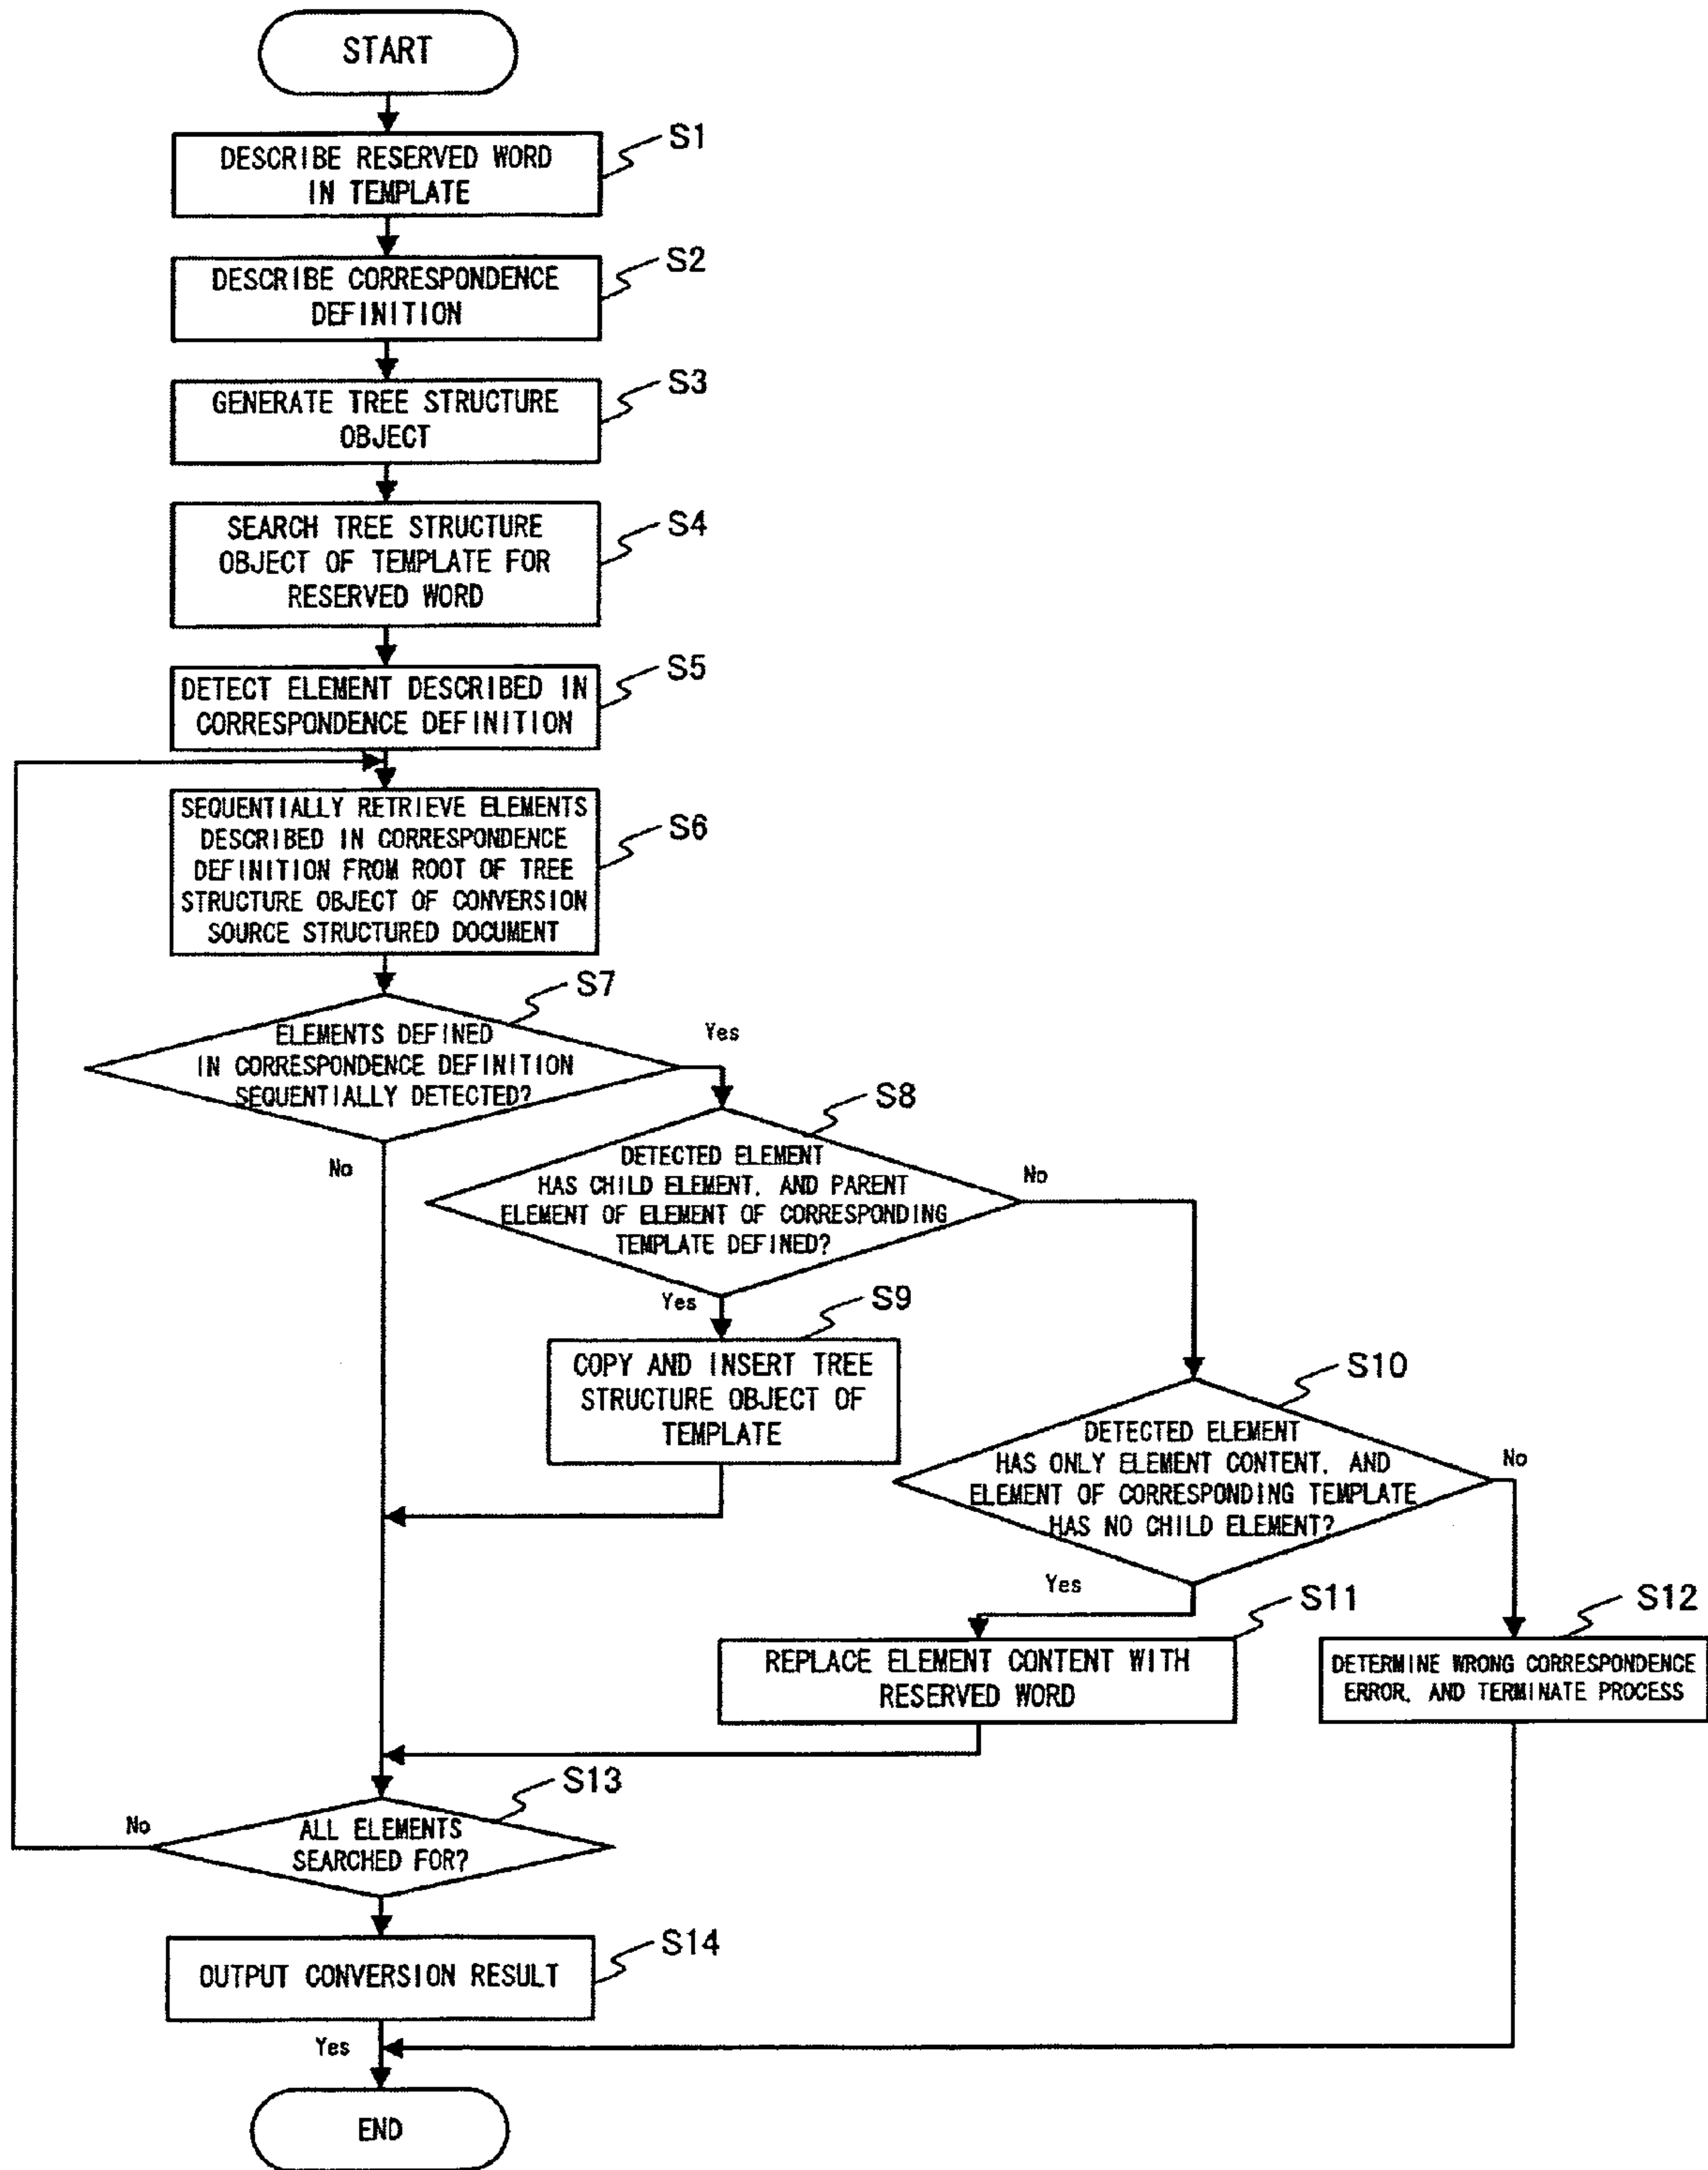 START
S1
DESCRIBE RESERVED WORD
IN TEMPLATE
S2
DESCRIBE CORRESPONDENCE
DEFINITION
S3
GENERATE TREE STRUCTURE
OBJECT
S4
SEARCH TREE STRUCTURE
OBJECT OF TEMPLATE FOR
RESERVED WORD
S5
DETECT ELEMENT DESCRIBED IN
CORRESPONDENCE DEFINITION
S6
SEQUENTIALLY RETRIEVE ELEMENTS
DESCRIBED IN CORRESPONDENCE
DEFINITION FROM ROOT OF TREE
STRUCTURE OBJECT OF CONVERSION
SOURCE STRUCTURED DOCUMENT
S7
ELEMENTS DEFINED
IN CORRESPONDENCE DEFINITION
SEQUENTIALLY DETECTED?
Yes
No
S8
DETECTED ELEMENT
HAS CHILD ELEMENT, AND PARENT
ELEMENT OF ELEMENT OF CORRESPONDING
TEMPLATE DEFINED?
No
Yes
S9
COPY AND INSERT TREE
STRUCTURE OBJECT OF
TEMPLATE
S10
DETECTED ELEMENT
HAS ONLY ELEMENT CONTENT, AND
ELEMENT OF CORRESPONDING TEMPLATE
HAS NO CHILD ELEMENT?
No
Yes
S11
REPLACE ELEMENT CONTENT WITH
RESERVED WORD
S12
DETERMINE WRONG CORRESPONDENCE
ERROR, AND TERMINATE PROCESS
S13
ALL ELEMENTS
SEARCHED FOR?
No
S14
OUTPUT CONVERSION RESULT
Yes
END